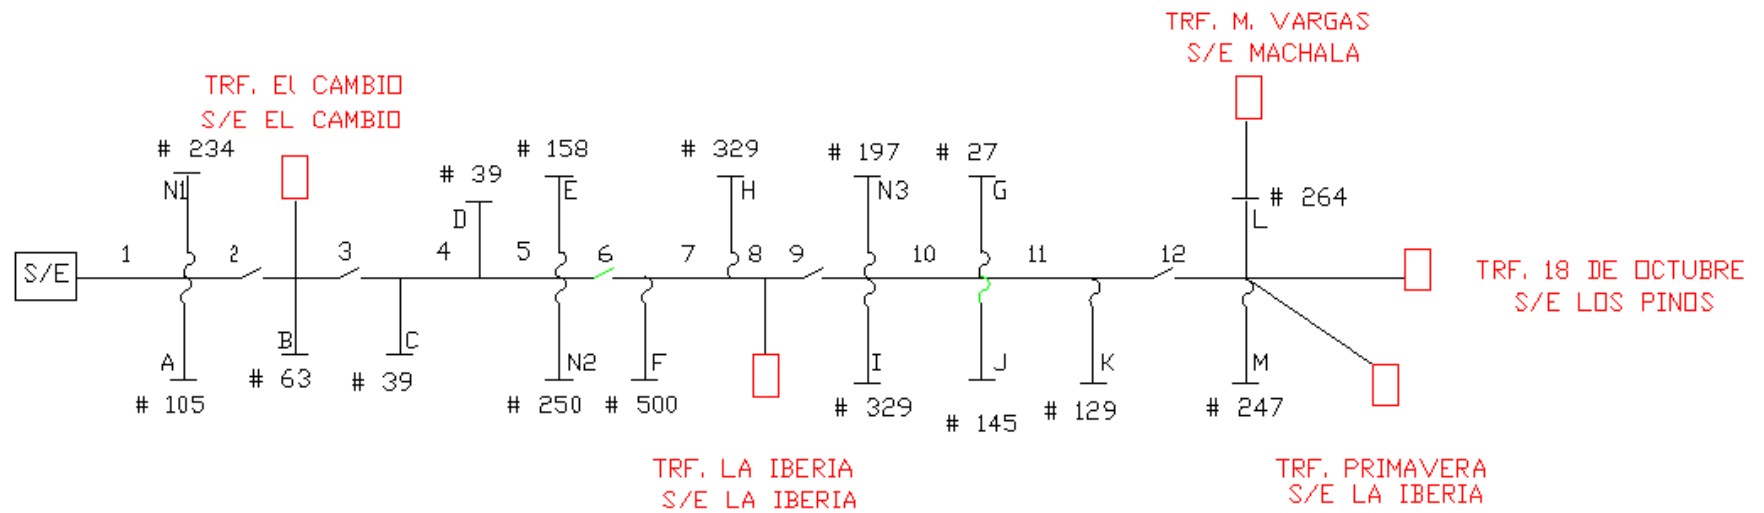 TRF. M. VARGAS
S/E MACHALA
TRF. El CAMBIO
S/E EL CAMBIO
# 234
# 158
# 329
# 197
# 27
# 39
N1
E
H
N3
G
# 264
D
L
1
2
3
4
5
6
7
8
9
10
11
12
S/E
TRF. 18 DE OCTUBRE
S/E LOS PINOS
A
B
C
N2
F
I
J
K
M
# 105
# 63
# 39
# 250
# 500
# 329
# 145
# 129
# 247
TRF. LA IBERIA
S/E LA IBERIA
TRF. PRIMAVERA
S/E LA IBERIA